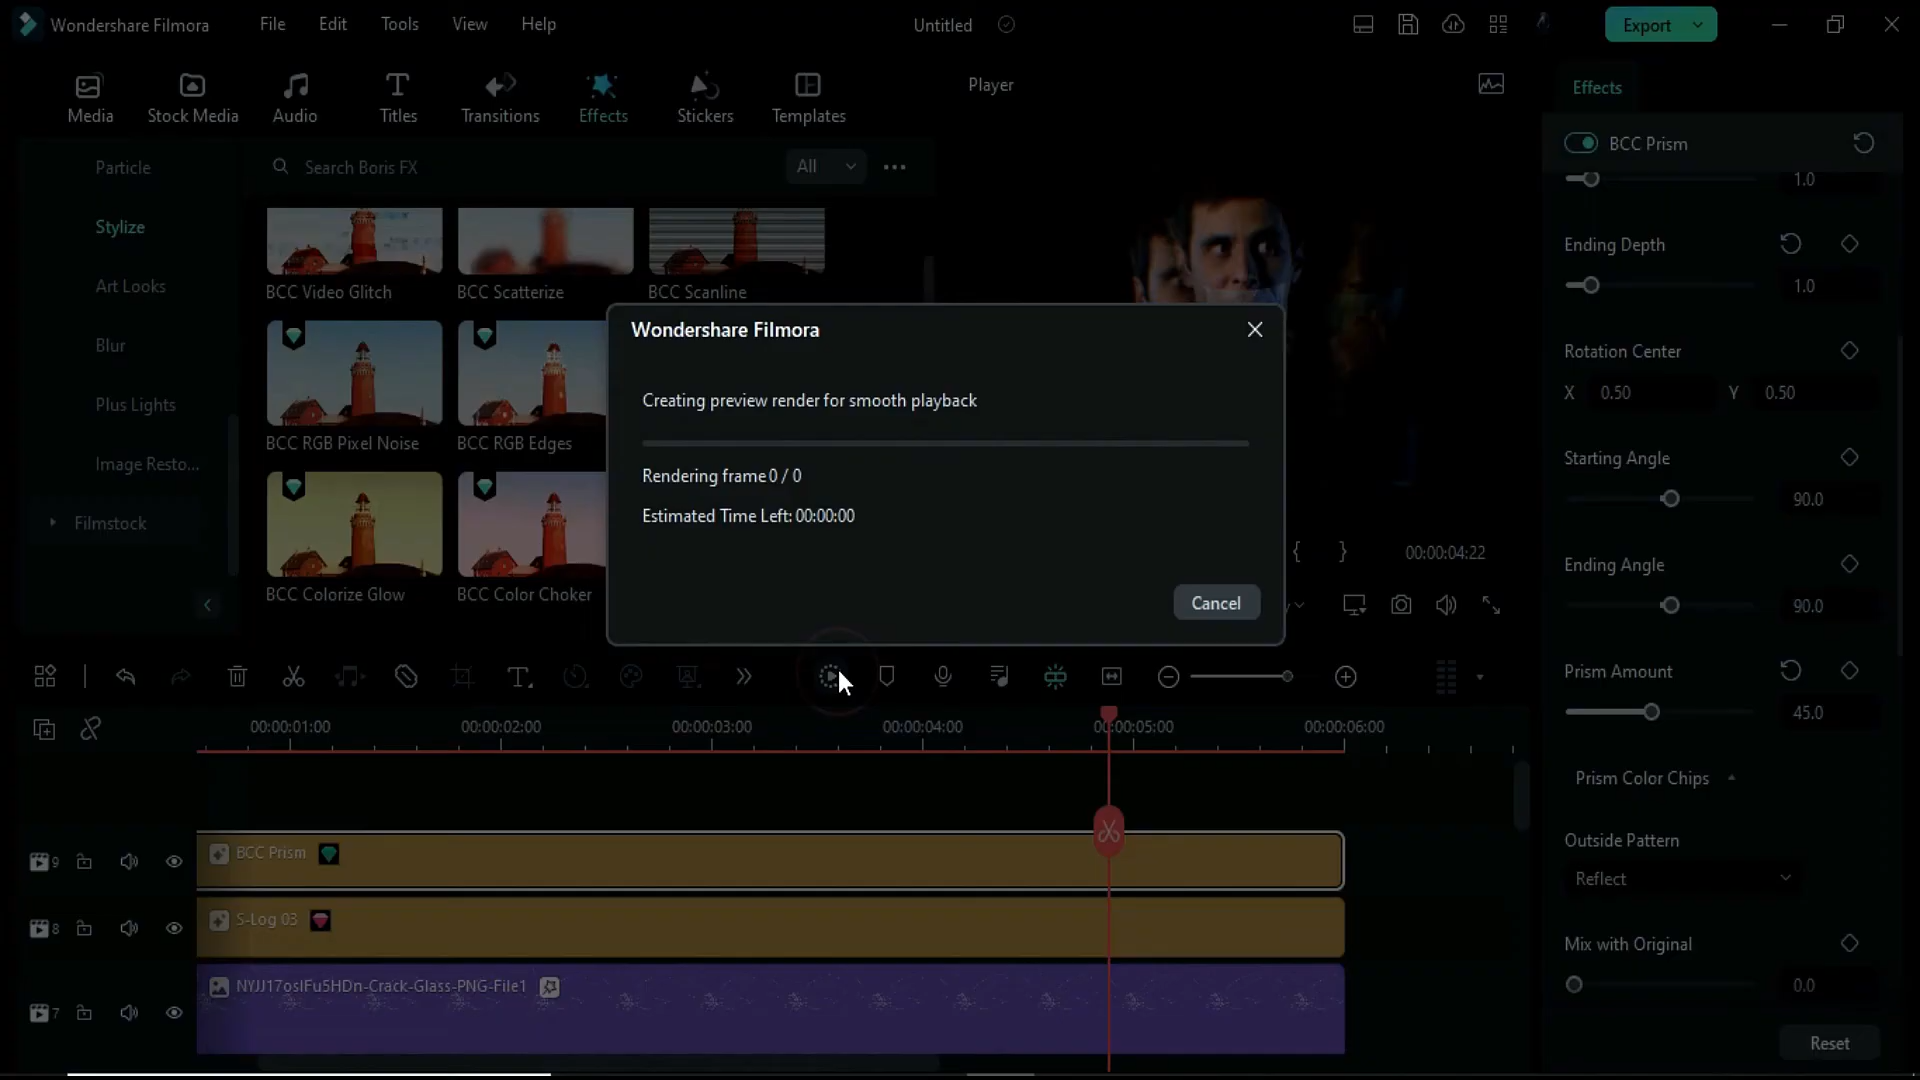 Wondershare Filmora File Edit Tools View Help Untitled Export
Media Stock Media Audio Titles Transitions Effects Stickers Templates
Player
Effects
Particle
Stylize
Art Looks
Blur
Plus Lights
Image Resto...
Filmstock
Search Boris FX All
BCC Video Glitch BCC Scatterize BCC Scanline
BCC RGB Pixel Noise BCC RGB Edges
BCC Colorize Glow BCC Color Choker
Wondershare Filmora
Creating preview render for smooth playback
Rendering frame 0 / 0
Estimated Time Left: 00:00:00
Cancel
{ } 00:00:04:22
BCC Prism
1.0
Ending Depth
1.0
Rotation Center
X 0.50 Y 0.50
Starting Angle
90.0
Ending Angle
90.0
Prism Amount
45.0
Prism Color Chips
Outside Pattern
Reflect
Mix with Original
0.0
Reset
00:00:01:00 00:00:02:00 00:00:03:00 00:00:04:00 00:00:05:00 00:00:06:00
9 BCC Prism
8 S-Log 03
7 NYJJ17osIFu5HDn-Crack-Glass-PNG-File1